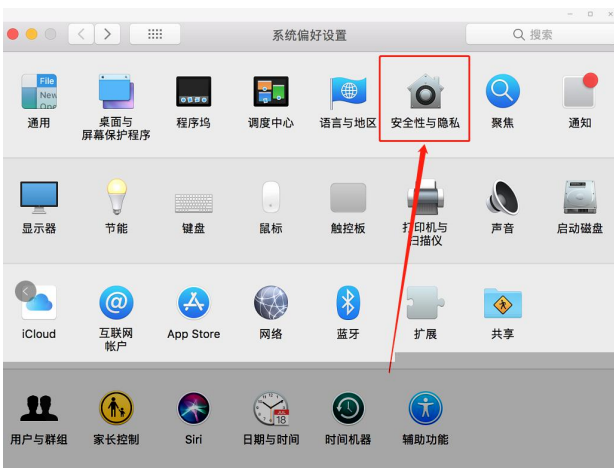 系统偏好设置
搜索
File
New
Ope
通用
桌面与
屏幕保护程序
程序坞
调度中心
语言与地区
安全性与隐私
聚焦
通知
显示器
节能
键盘
鼠标
触控板
打印机与
扫描仪
声音
启动磁盘
iCloud
@
互联网
帐户
App Store
网络
蓝牙
扩展
共享
用户与群组
家长控制
Siri
18
日期与时间
时间机器
辅助功能